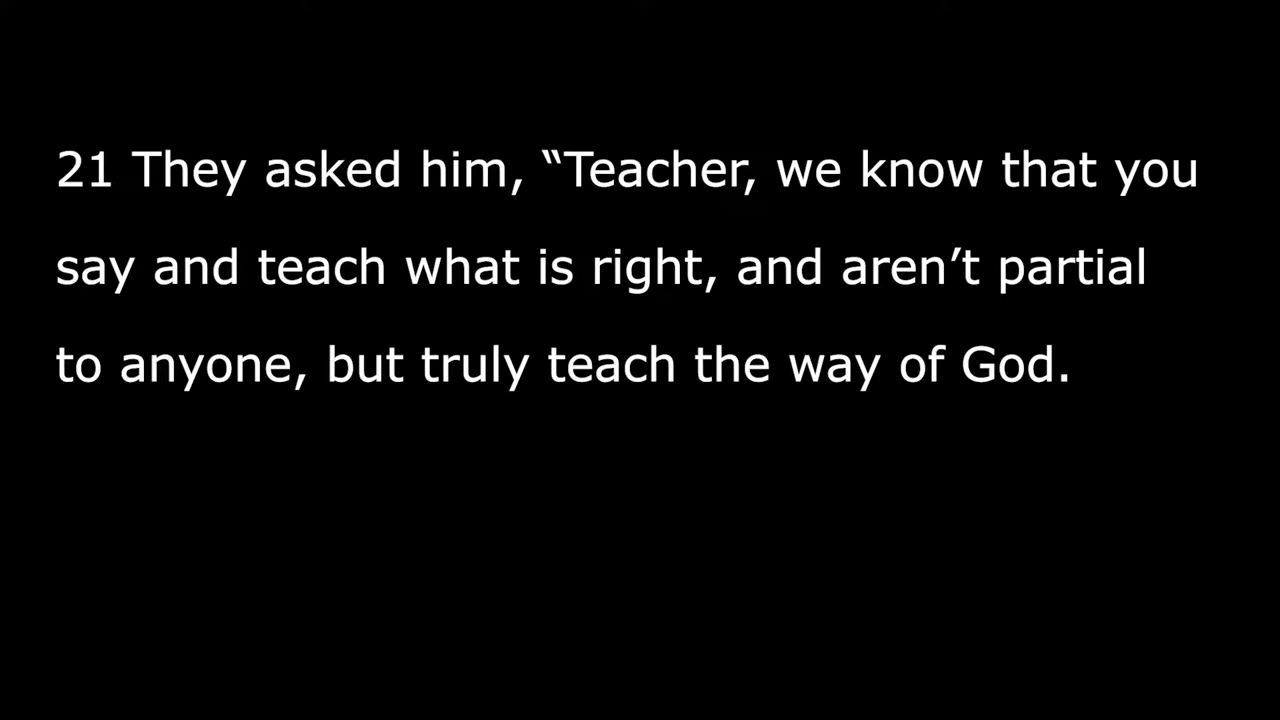 21 They asked him, “Teacher, we know that you
say and teach what is right, and aren’t partial
to anyone, but truly teach the way of God.